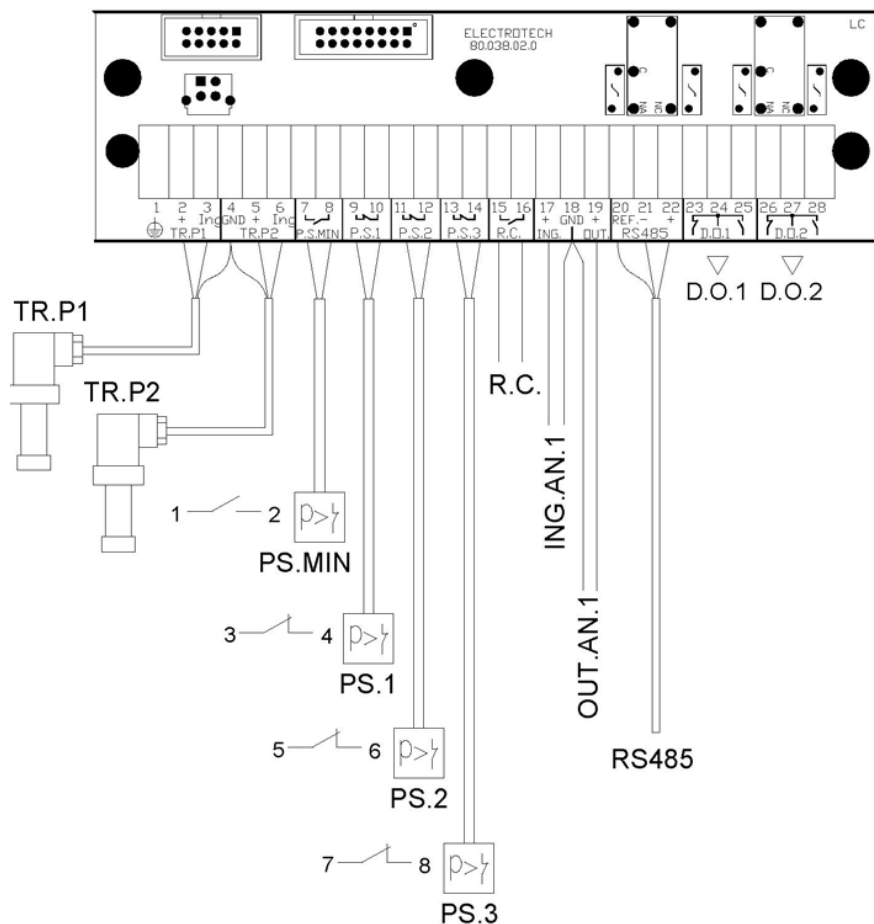 ELECTROTECH
80.038.02.0
LC
C
NA
NC
C
NA
NC
1 2 3 4 5 6 7 8 9 10 11 12 13 14 15 16 17 18 19 20 21 22 23 24 25 26 27 28
+ Ing GND + Ing + GND + REF. - +
TR.P1 TR.P2 P.S.MIN P.S.1 P.S.2 P.S.3 R.C. ING. OUT. RS485 D.O.1 D.O.2
D.O.1 D.O.2
TR.P1
TR.P2
R.C.
ING.AN.1
1 2
p>
PS.MIN
OUT.AN.1
3 4
p>
PS.1
5 6
p>
PS.2
RS485
7 8
p>
PS.3